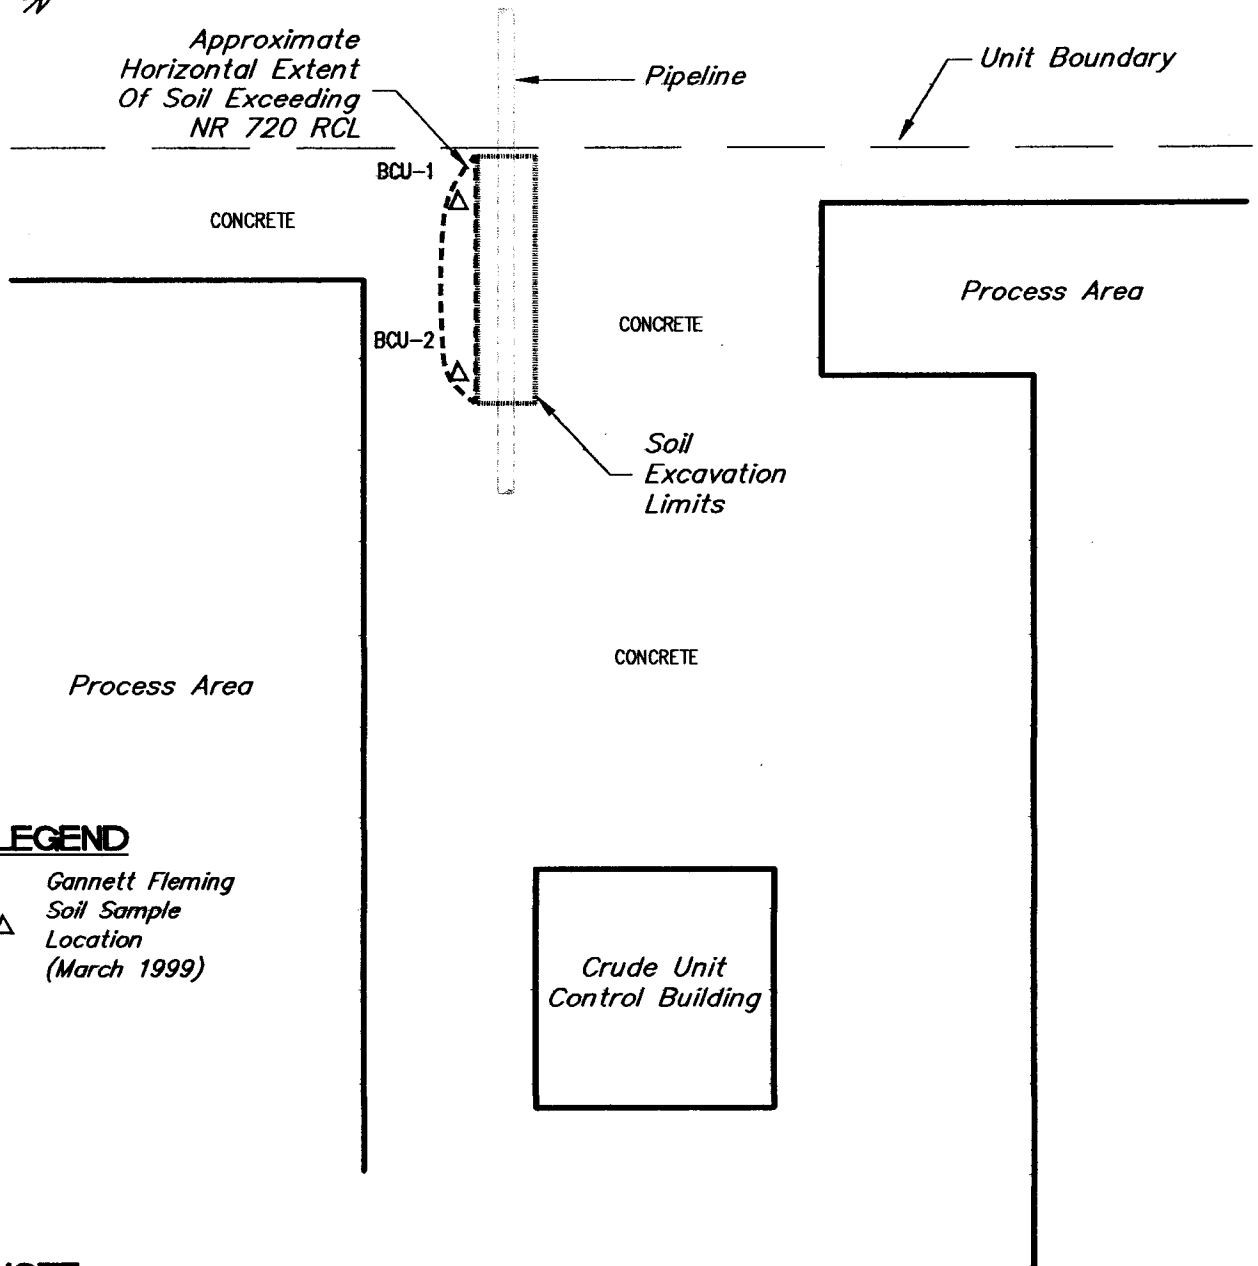 Approximate
Horizontal Extent
Of Soil Exceeding
NR 720 RCL
Pipeline
Unit Boundary
BCU-1
CONCRETE
Process Area
CONCRETE
BCU-2
Soil
Excavation
Limits
CONCRETE
Process Area
LEGEND
Gannett Fleming
Soil Sample
Location
(March 1999)
Crude Unit
Control Building